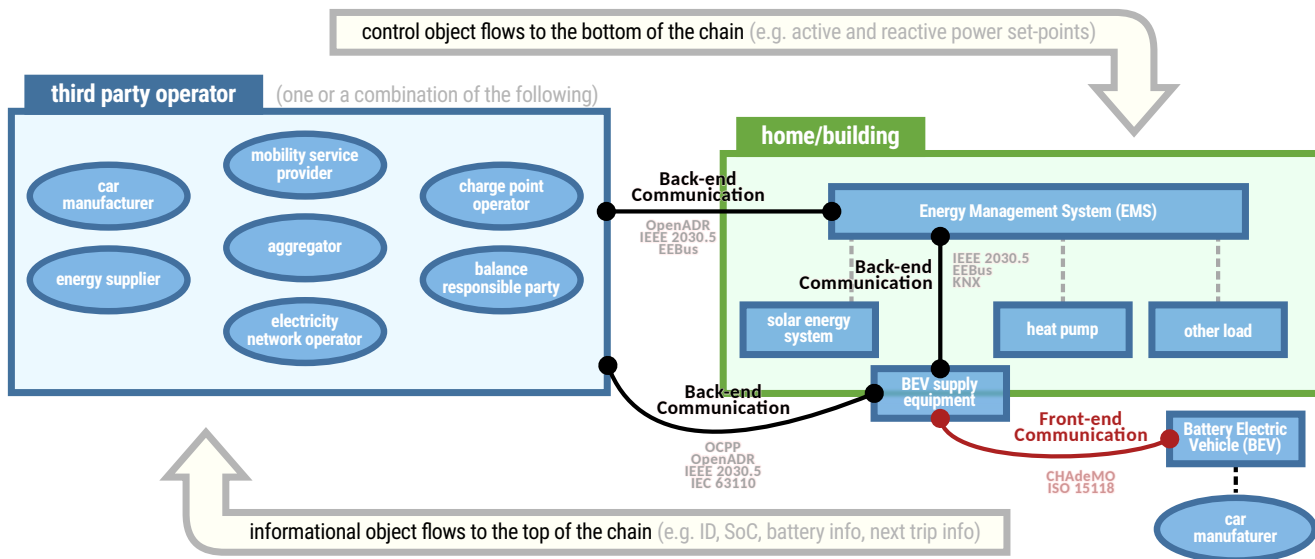 control object flows to the bottom of the chain (e.g. active and reactive power set-points)
third party operator (one or a combination of the following)
car
manufacturer
energy supplier
mobility service
provider
aggregator
electricity
network operator
charge point
operator
balance
responsible party
Back-end
Communication
OpenADR
IEEE 2030.5
EEBus
home/building
Energy Management System (EMS)
Back-end
Communication
IEEE 2030.5
EEBus
KNX
solar energy
system
heat pump
other load
BEV supply
equipment
Back-end
Communication
OCPP
OpenADR
IEEE 2030.5
IEC 63110
Front-end
Communication
CHAdeMO
ISO 15118
Battery Electric
Vehicle (BEV)
car
manufaturer
informational object flows to the top of the chain (e.g. ID, SoC, battery info, next trip info)